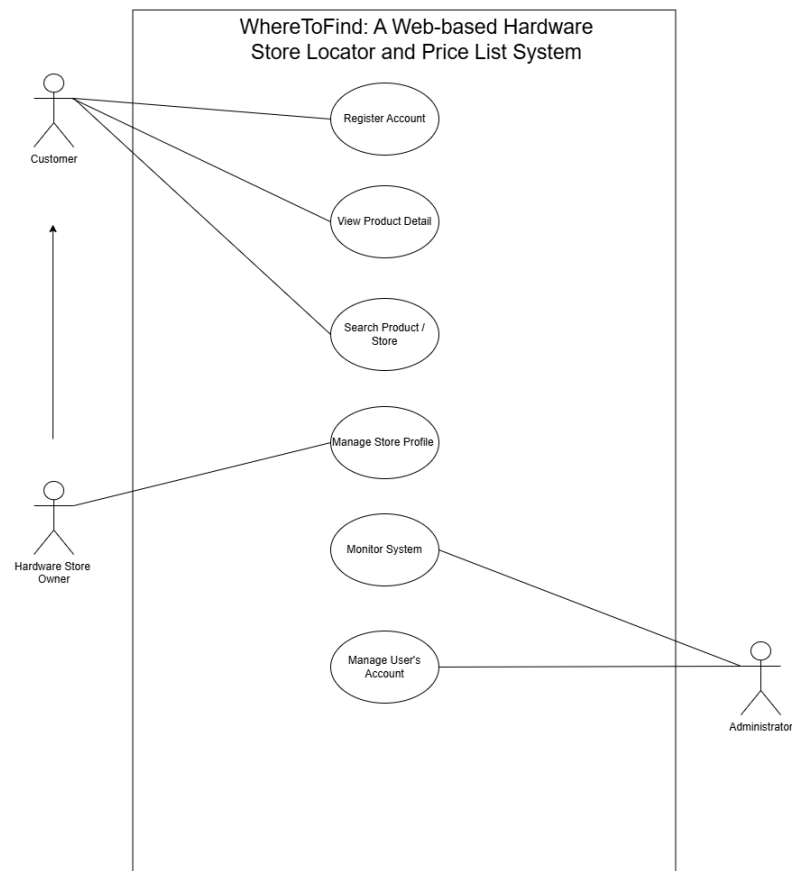 WhereToFind: A Web-based Hardware
Store Locator and Price List System
Customer
Register Account
View Product Detail
Search Product /
Store
Manage Store Profile
Hardware Store
Owner
Monitor System
Manage User's
Account
Administrator